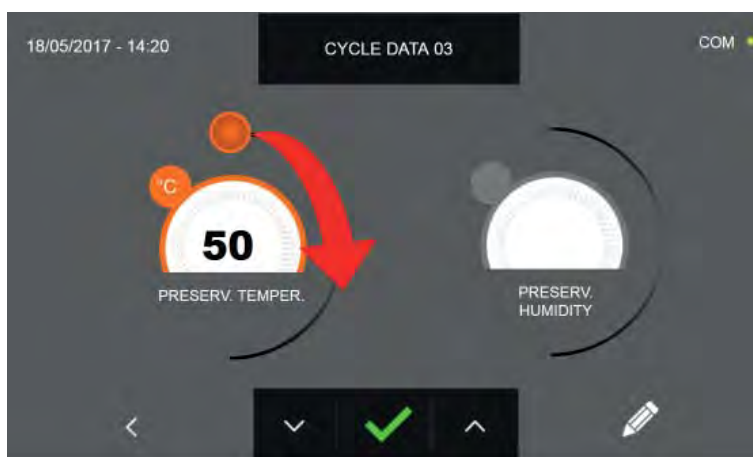 18/05/2017 - 14:20
CYCLE DATA 03
COM
°C
50
PRESERV. TEMPER.
PRESERV.
HUMIDITY